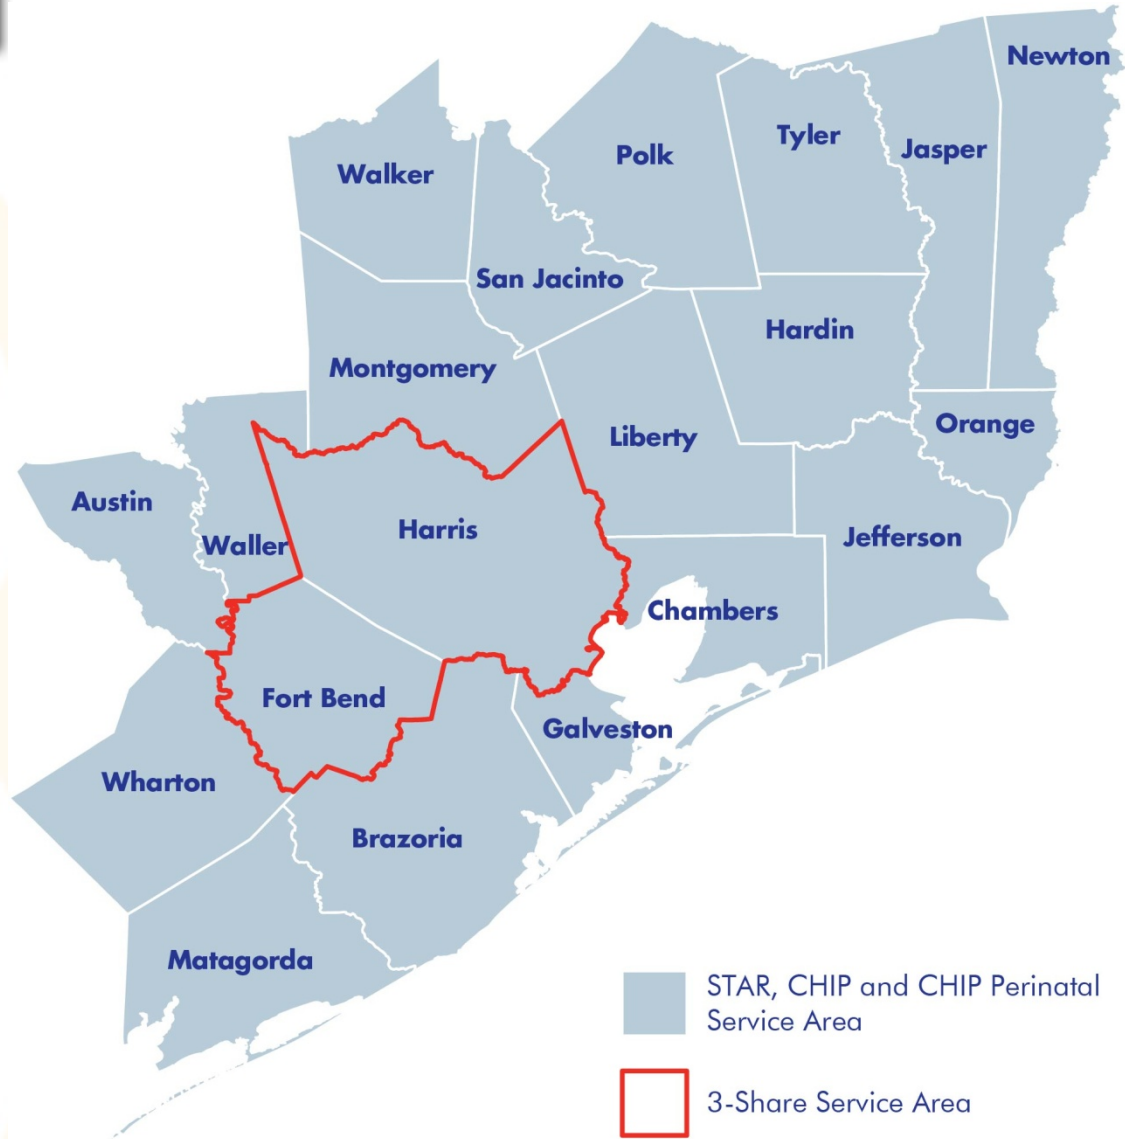 Newton
Tyler
Jasper
Polk
Walker
San Jacinto
Hardin
Montgomery
Orange
Liberty
Austin
Harris
Waller
Jefferson
Chambers
Fort Bend
Galveston
Wharton
Brazoria
Matagorda
STAR, CHIP and CHIP Perinatal
Service Area
3-Share Service Area